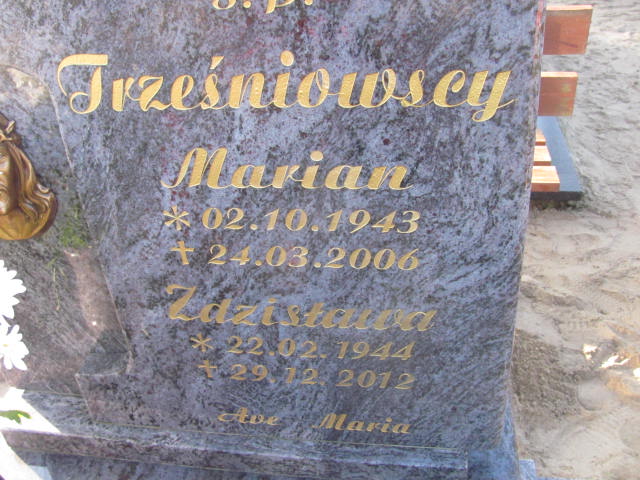 ś.p.
Trześniowscy
Marian
* 02.10.1943
✝ 24.03.2006
Zdzisława
* 22.02.1944
✝ 29.12.2012
Ave Maria